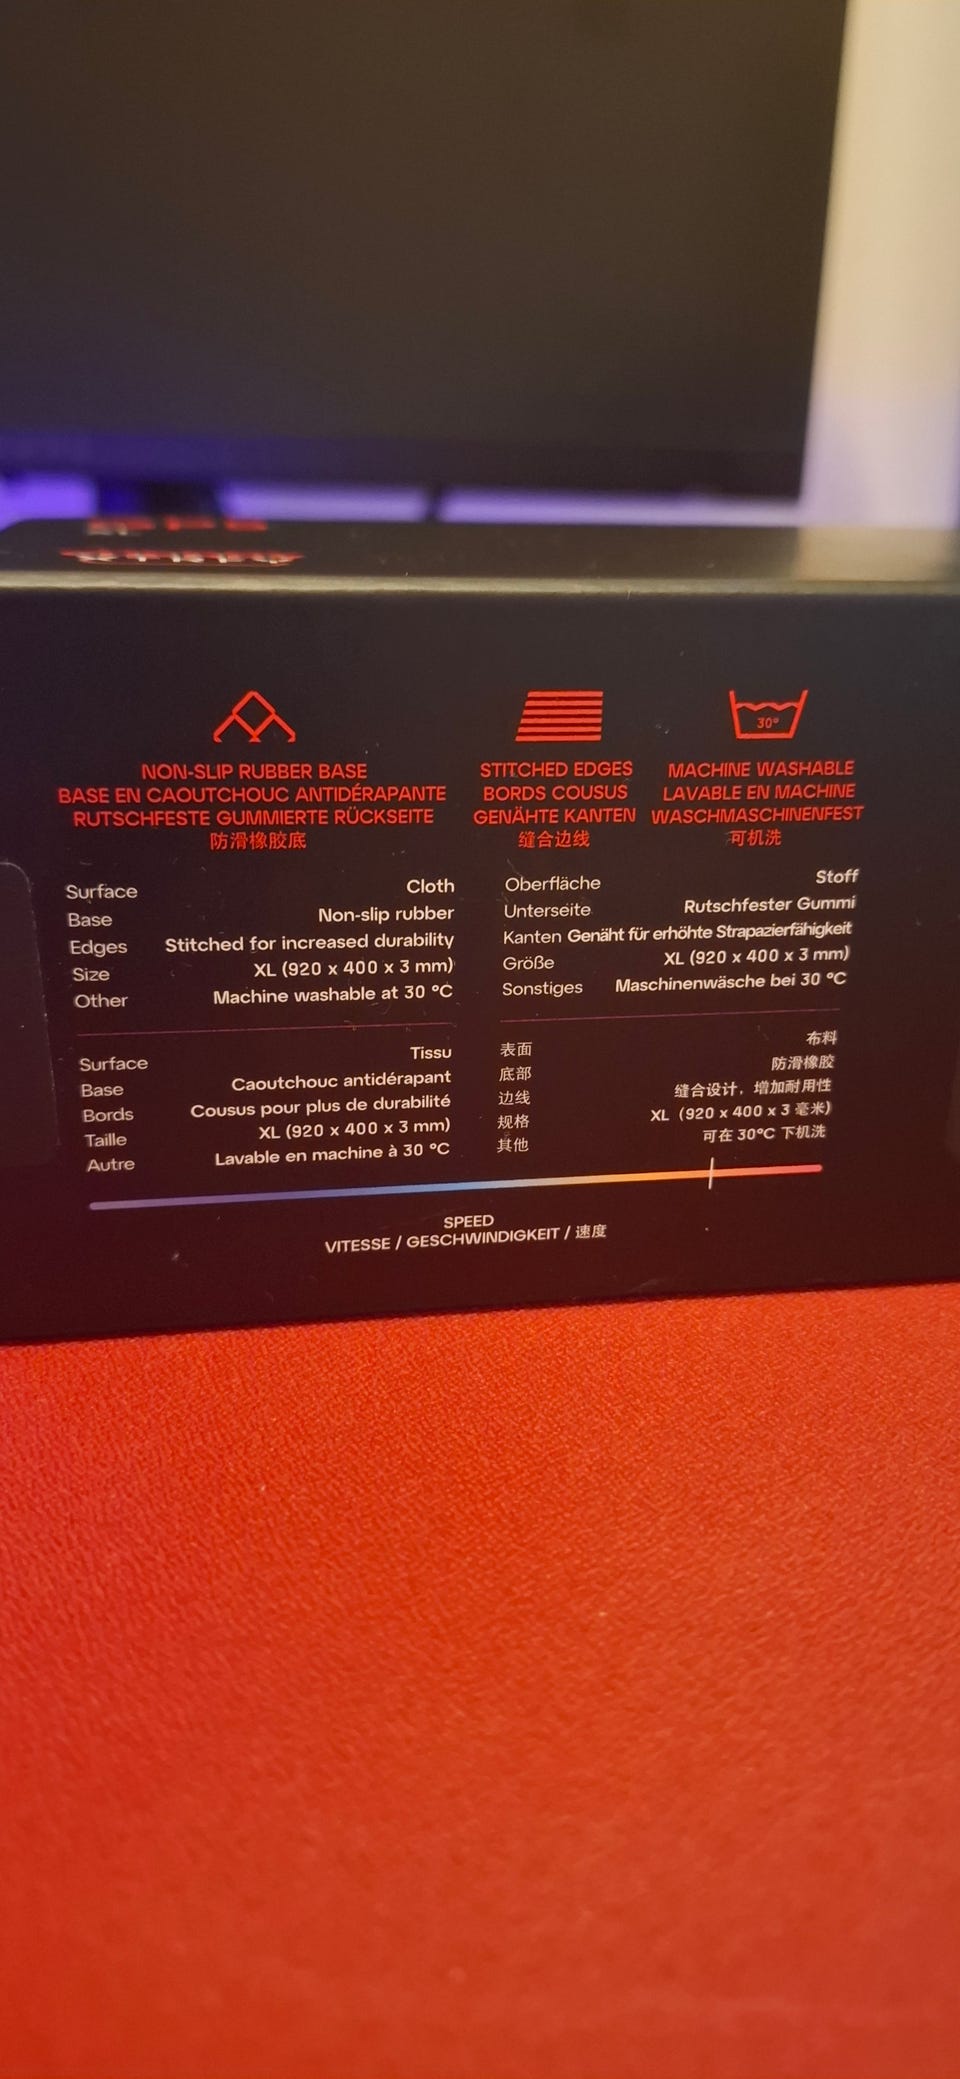 30°
NON-SLIP RUBBER BASE
BASE EN CAOUTCHOUC ANTIDÉRAPANTE
RUTSCHFESTE GUMMIERTE RÜCKSEITE
防滑橡胶底
STITCHED EDGES
BORDS COUSUS
GENÄHTE KANTEN
缝合边线
MACHINE WASHABLE
LAVABLE EN MACHINE
WASCHMASCHINENFEST
可机洗
Surface Cloth
Base Non-slip rubber
Edges Stitched for increased durability
Size XL (920 x 400 x 3 mm)
Other Machine washable at 30 °C
Oberfläche Stoff
Unterseite Rutschfester Gummi
Kanten Genäht für erhöhte Strapazierfähigkeit
Größe XL (920 x 400 x 3 mm)
Sonstiges Maschinenwäsche bei 30 °C
Surface Tissu
Base Caoutchouc antidérapant
Bords Cousus pour plus de durabilité
Taille XL (920 x 400 x 3 mm)
Autre Lavable en machine à 30 °C
表面 布料
底部 防滑橡胶
边线 缝合设计，增加耐用性
规格 XL（920 x 400 x 3 毫米）
其他 可在 30°C 下机洗
SPEED
VITESSE / GESCHWINDIGKEIT / 速度